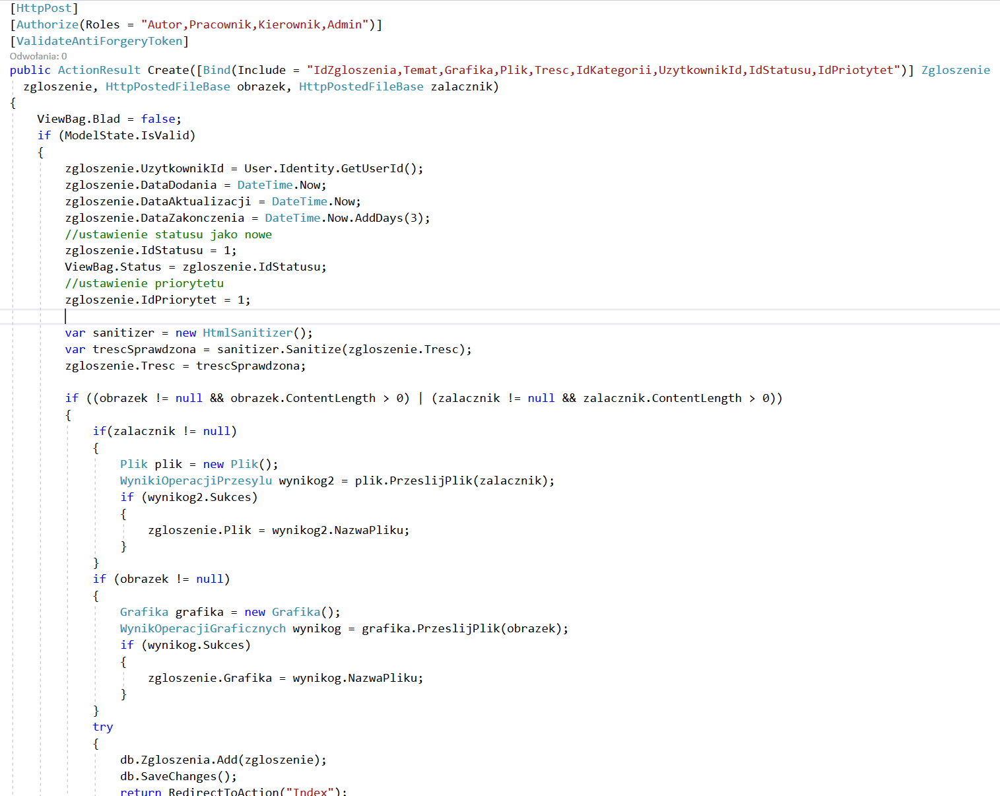 [HttpPost]
[Authorize(Roles = "Autor,Pracownik,Kierownik,Admin")]
[ValidateAntiForgeryToken]
Odwołania: 0
public ActionResult Create([Bind(Include = "IdZgloszenia,Temat,Grafika,Plik,Tresc,IdKategorii,UzytkownikId,IdStatusu,IdPriotytet")] Zgloszenie
zgloszenie, HttpPostedFileBase obrazek, HttpPostedFileBase zalacznik)
{
ViewBag.Blad = false;
if (ModelState.IsValid)
{
zgloszenie.UzytkownikId = User.Identity.GetUserId();
zgloszenie.DataDodania = DateTime.Now;
zgloszenie.DataAktualizacji = DateTime.Now;
zgloszenie.DataZakonczenia = DateTime.Now.AddDays(3);
//ustawienie statusu jako nowe
zgloszenie.IdStatusu = 1;
ViewBag.Status = zgloszenie.IdStatusu;
//ustawienie priorytetu
zgloszenie.IdPriorytet = 1;
var sanitizer = new HtmlSanitizer();
var trescSprawdzona = sanitizer.Sanitize(zgloszenie.Tresc);
zgloszenie.Tresc = trescSprawdzona;
if ((obrazek != null && obrazek.ContentLength > 0) | (zalacznik != null && zalacznik.ContentLength > 0))
{
if(zalacznik != null)
{
Plik plik = new Plik();
WynikiOperacjiPrzesylu wynikog2 = plik.PrzeslijPlik(zalacznik);
if (wynikog2.Sukces)
{
zgloszenie.Plik = wynikog2.NazwaPliku;
}
}
if (obrazek != null)
{
Grafika grafika = new Grafika();
WynikOperacjiGraficznych wynikog = grafika.PrzeslijPlik(obrazek);
if (wynikog.Sukces)
{
zgloszenie.Grafika = wynikog.NazwaPliku;
}
}
try
{
db.Zgloszenia.Add(zgloszenie);
db.SaveChanges();
return RedirectToAction("Index");